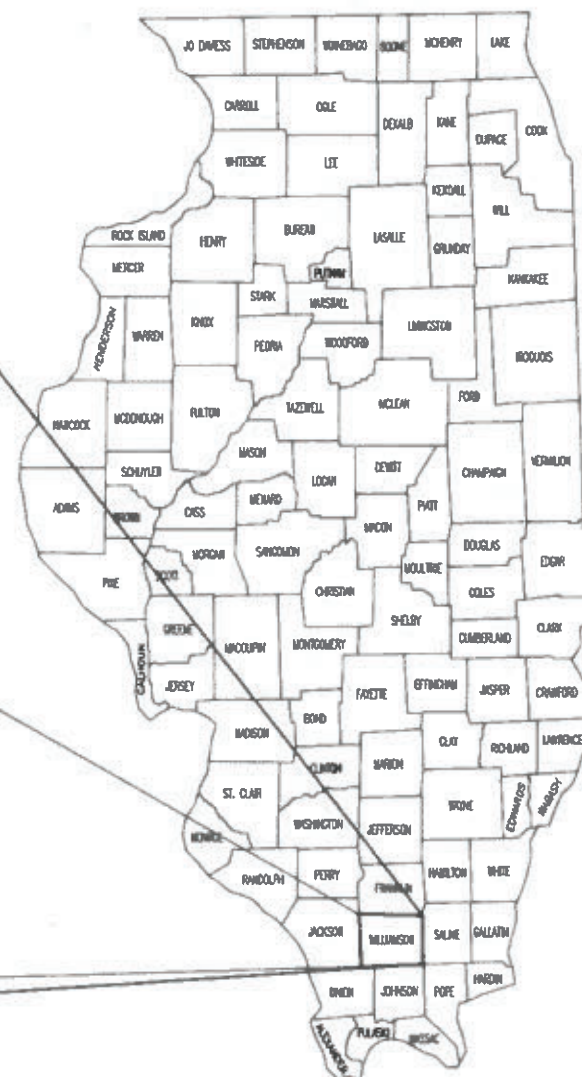 JO DAVIESS STEPHENSON WINNEBAGO BOONE MCHENRY LAKE
CARROLL OGLE DEKALB KANE COOK
DUPAGE
WHITESIDE LEE
KENDALL WILL
ROCK ISLAND HENRY BUREAU LASALLE GRUNDAY
MERCER PUTNAM KANKAKEE
STARK MARSHALL
HENDERSON WARREN KNOX PEORIA WOODFORD LIVINGSTON IROQUOIS
HANCOCK MCDONOUGH FULTON TAZEWELL MCLEAN FORD
SCHUYLER MASON LOGAN DEWITT CHAMPAIGN VERMILION
ADAMS BROWN CASS MENARD MACON PIATT
PIKE SCOTT MORGAN SANGOMON CHRISTIAN MOULTRIE DOUGLAS EDGAR
COLES
CALHOUN GREENE MACOUPIN MONTGOMERY SHELBY CUMBERLAND CLARK
JERSEY FAYETTE EFFINGHAM JASPER CRAWFORD
MADISON BOND CLAY RICHLAND LAWRENCE
ST. CLAIR CLINTON MARION WAYNE EDWARDS WABASH
MONROE WASHINGTON JEFFERSON
RANDOLPH PERRY FRANKLIN HAMILTON WHITE
JACKSON WILLIAMSON SALINE GALLATIN
UNION JOHNSON POPE HARDIN
ALEXANDER PULASKI MASSAC